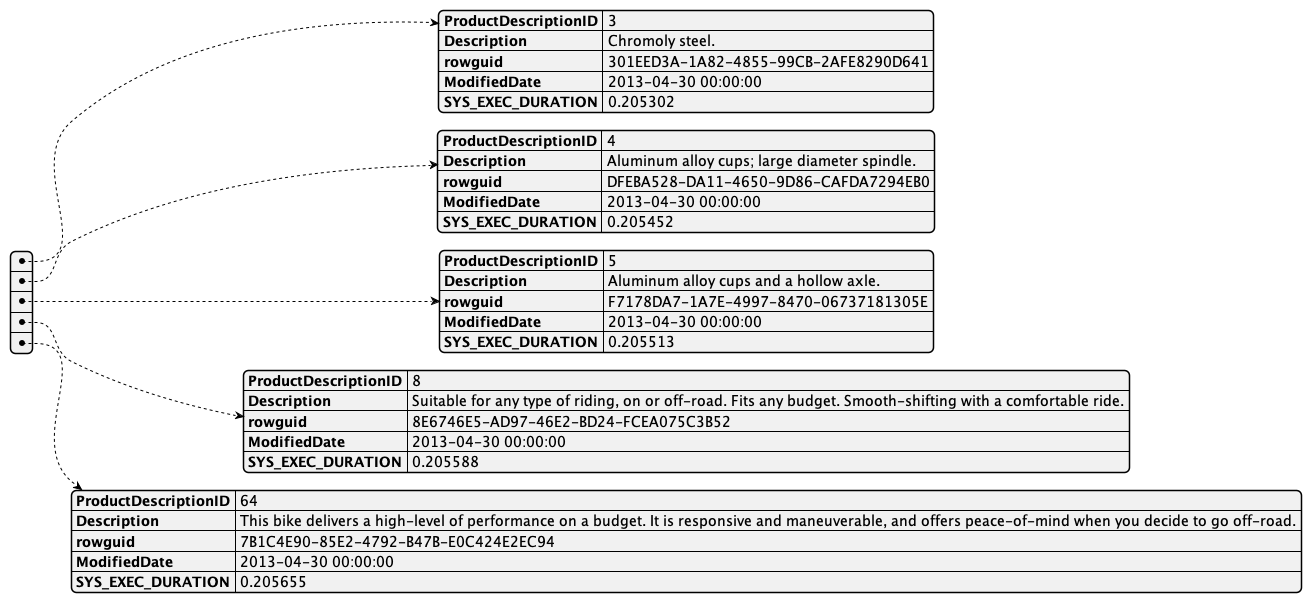 ProductDescriptionID 3
Description Chromoly steel.
rowguid 301EED3A-1A82-4855-99CB-2AFE8290D641
ModifiedDate 2013-04-30 00:00:00
SYS_EXEC_DURATION 0.205302
ProductDescriptionID 4
Description Aluminum alloy cups; large diameter spindle.
rowguid DFEBA528-DA11-4650-9D86-CAFDA7294EB0
ModifiedDate 2013-04-30 00:00:00
SYS_EXEC_DURATION 0.205452
ProductDescriptionID 5
Description Aluminum alloy cups and a hollow axle.
rowguid F7178DA7-1A7E-4997-8470-06737181305E
ModifiedDate 2013-04-30 00:00:00
SYS_EXEC_DURATION 0.205513
ProductDescriptionID 8
Description Suitable for any type of riding, on or off-road. Fits any budget. Smooth-shifting with a comfortable ride.
rowguid 8E6746E5-AD97-46E2-BD24-FCEA075C3B52
ModifiedDate 2013-04-30 00:00:00
SYS_EXEC_DURATION 0.205588
ProductDescriptionID 64
Description This bike delivers a high-level of performance on a budget. It is responsive and maneuverable, and offers peace-of-mind when you decide to go off-road.
rowguid 7B1C4E90-85E2-4792-B47B-E0C424E2EC94
ModifiedDate 2013-04-30 00:00:00
SYS_EXEC_DURATION 0.205655